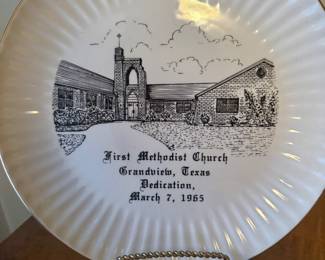 First Methodist Church
Grandview, Texas
Dedication,
March 7, 1965